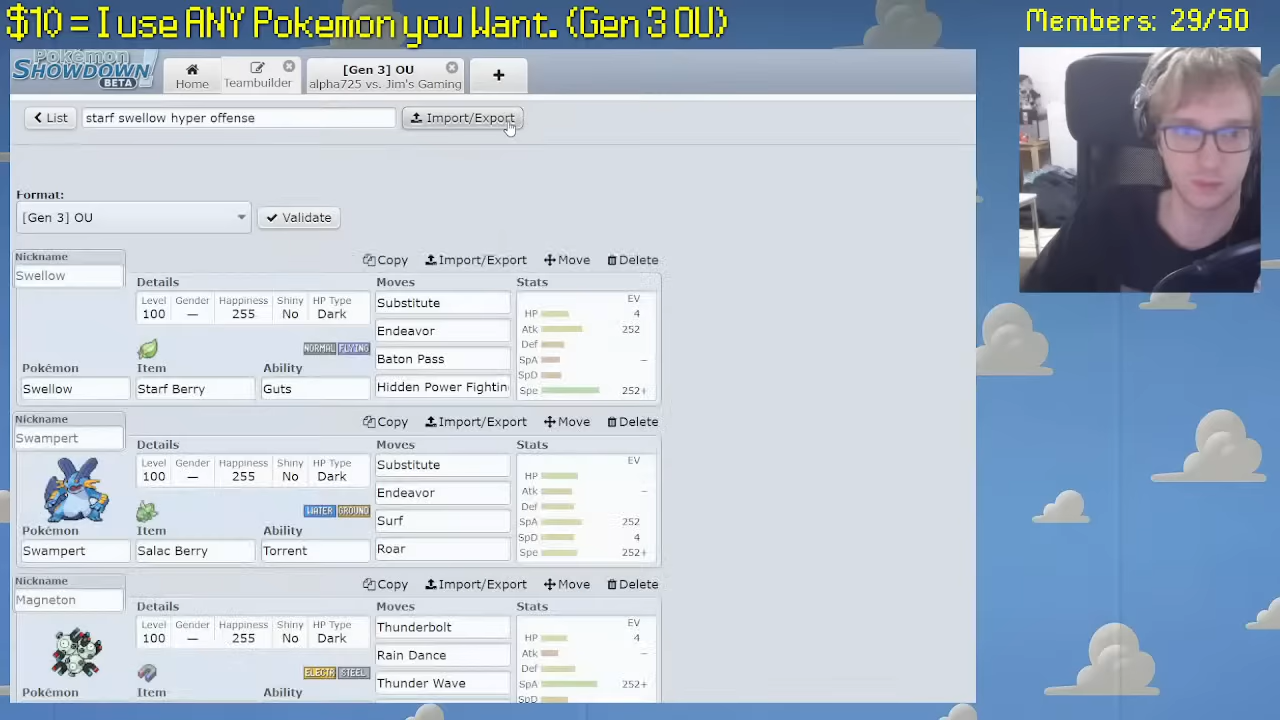 $10 = I use ANY Pokemon you Want. (Gen 3 OU)
Members: 29/50
Pokémon
SHOWDOWN!
BETA
Home
Teambuilder
[Gen 3] OU
alpha725 vs. Jim's Gaming
+
List
starf swellow hyper offense
Import/Export
Format:
[Gen 3] OU
Validate
Copy Import/Export Move Delete
Nickname
Swellow
Details
Moves
Stats
Level Gender Happiness Shiny HP Type
100 — 255 No Dark
Substitute
Endeavor
Baton Pass
Hidden Power Fightin
EV
HP 4
Atk 252
Def
SpA –
SpD
Spe 252+
NORMAL FLYING
Pokémon
Item
Ability
Swellow
Starf Berry
Guts
Copy Import/Export Move Delete
Nickname
Swampert
Details
Moves
Stats
Level Gender Happiness Shiny HP Type
100 — 255 No Dark
Substitute
Endeavor
Surf
Roar
EV
HP
Atk –
Def
SpA 252
SpD 4
Spe 252+
WATER GROUND
Pokémon
Item
Ability
Swampert
Salac Berry
Torrent
Copy Import/Export Move Delete
Nickname
Magneton
Details
Moves
Stats
Level Gender Happiness Shiny HP Type
100 — 255 No Dark
Thunderbolt
Rain Dance
Thunder Wave
EV
HP 4
Atk –
Def
SpA 252+
SpD
ELECTR STEEL
Pokémon
Item
Ability